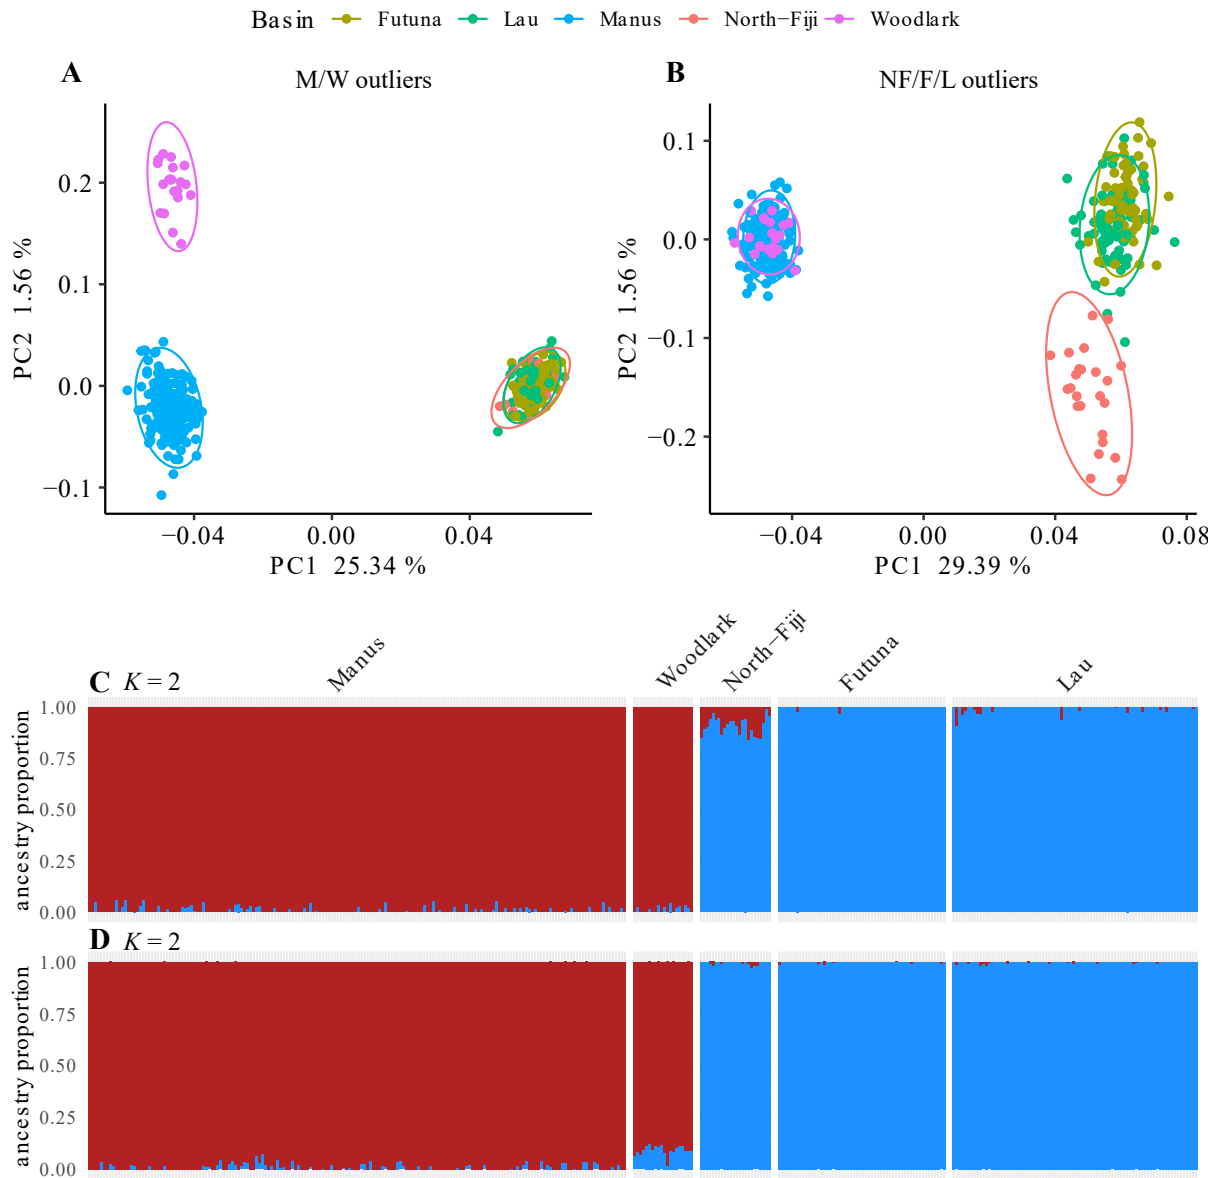 Basin Futuna Lau Manus North−Fiji Woodlark
A M/W outliers
B NF/F/L outliers
PC2 1.56 %
0.2
0.1
0.0
−0.1
−0.04 0.00 0.04
PC1 25.34 %
PC2 1.56 %
0.1
0.0
−0.1
−0.2
−0.04 0.00 0.04 0.08
PC1 29.39 %
Manus
Woodlark
North−Fiji
Futuna
Lau
C K = 2
ancestry proportion
1.00
0.75
0.50
0.25
0.00
D K = 2
ancestry proportion
1.00
0.75
0.50
0.25
0.00